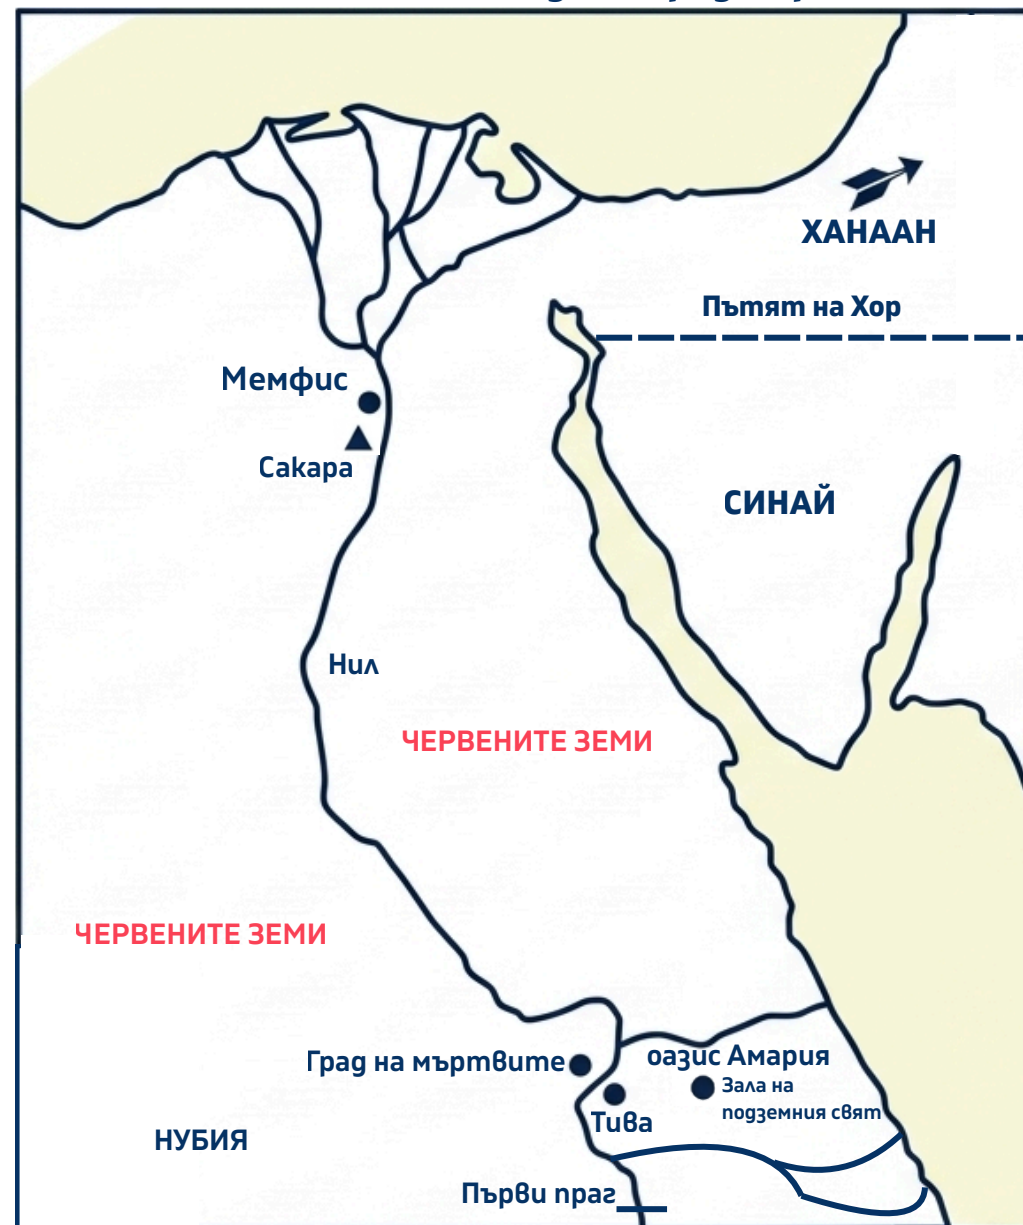 ХАНААН
Пътят на Хор
Мемфис
Сакара
СИНАЙ
Нил
ЧЕРВЕНИТЕ ЗЕМИ
ЧЕРВЕНИТЕ ЗЕМИ
Град на мъртвите
оазис Амария
Зала на
подземния свят
Тива
НУБИЯ
Първи праг